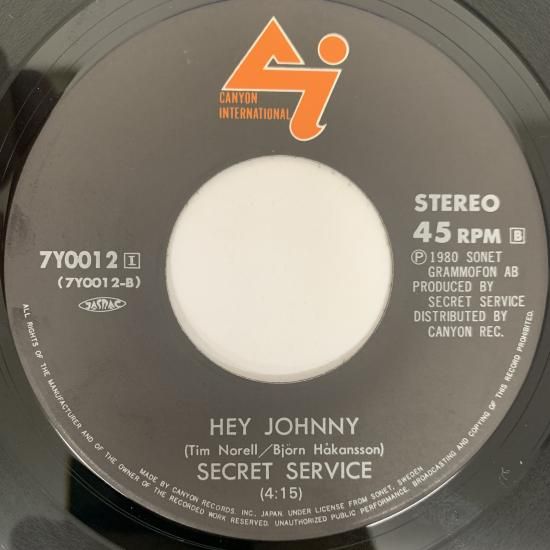 CANYON
INTERNATIONAL
STEREO
45 RPM B
7Y0012 I
(7Y0012-B)
JASRAC
Ⓟ 1980 SONET
GRAMMOFON AB
PRODUCED BY
SECRET SERVICE
DISTRIBUTED BY
CANYON REC.
HEY JOHNNY
(Tim Norell/Björn Håkansson)
SECRET SERVICE
(4:15)
ALL RIGHTS OF THE MANUFACTURER AND OF THE OWNER OF THE RECORDED WORK RESERVED. UNAUTHORIZED PUBLIC PERFORMANCE, BROADCASTING AND COPYING OF THIS RECORD PROHIBITED.
MADE BY CANYON RECORDS, INC., JAPAN. UNDER LICENSE FROM SONET, SWEDEN